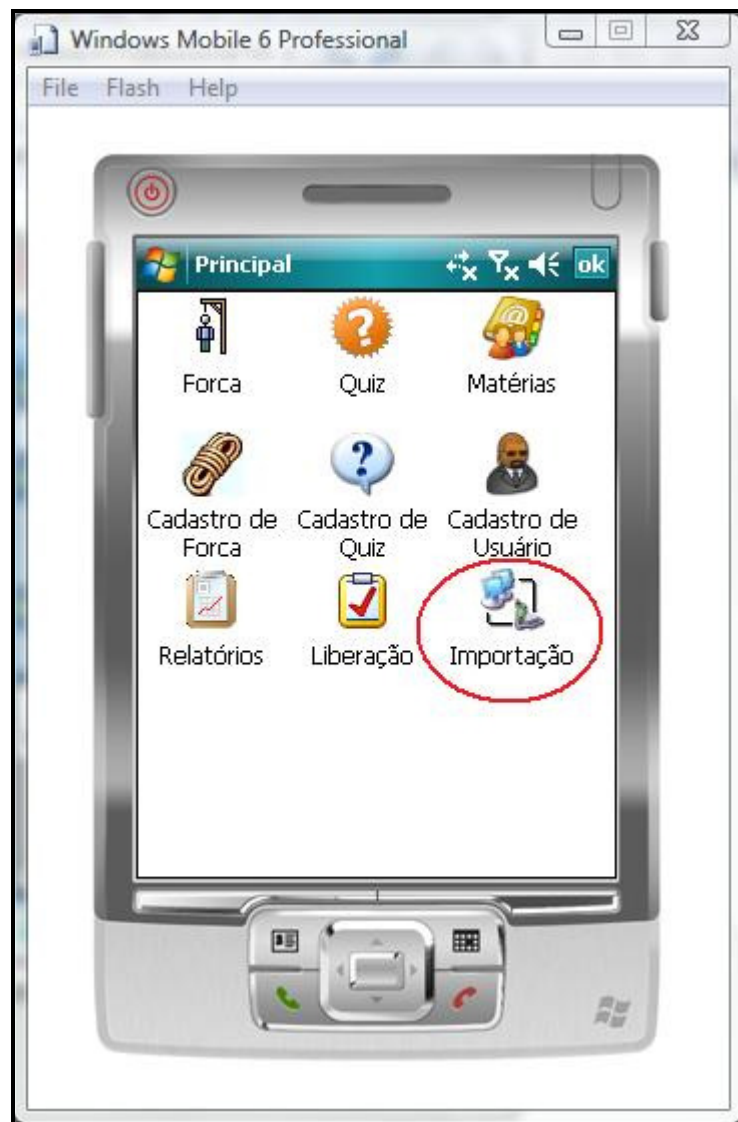 Windows Mobile 6 Professional
File Flash Help
Principal ok
Forca Quiz Matérias
Cadastro de Cadastro de Cadastro de
Forca Quiz Usuário
Relatórios Liberação Importação